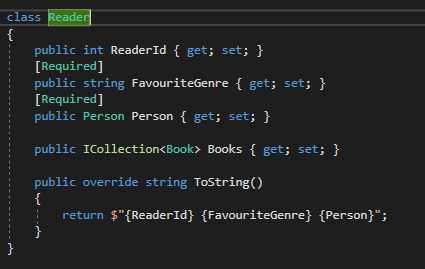 class Reader
{
    public int ReaderId { get; set; }
    [Required]
    public string FavouriteGenre { get; set; }
    [Required]
    public Person Person { get; set; }

    public ICollection<Book> Books { get; set; }

    public override string ToString()
    {
        return $"{ReaderId} {FavouriteGenre} {Person}";
    }
}